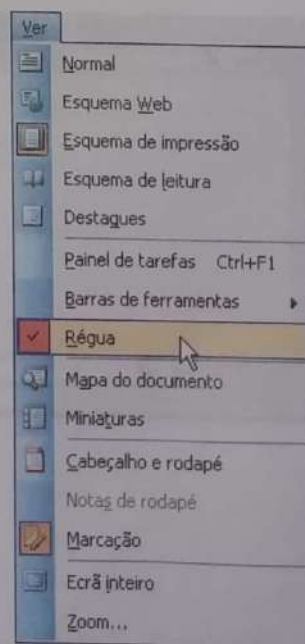 Ver
Normal
Esquema Web
Esquema de impressão
Esquema de leitura
Destaques
Painel de tarefas Ctrl+F1
Barras de ferramentas
Régua
Mapa do documento
Miniaturas
Cabeçalho e rodapé
Notas de rodapé
Marcação
Ecrã inteiro
Zoom...